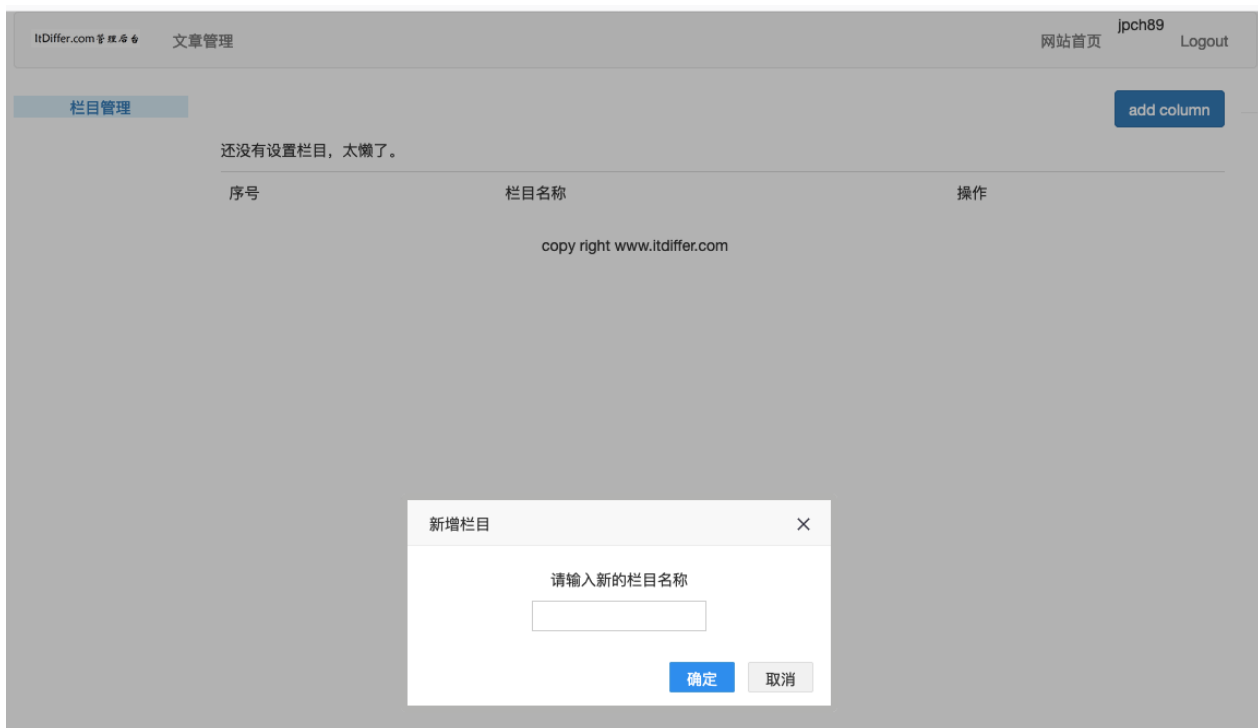 ItDiffer.com管理后台 文章管理 网站首页 jpch89 Logout
栏目管理 add column
还没有设置栏目，太懒了。
序号 栏目名称 操作
copy right www.itdiffer.com
新增栏目
请输入新的栏目名称
确定 取消